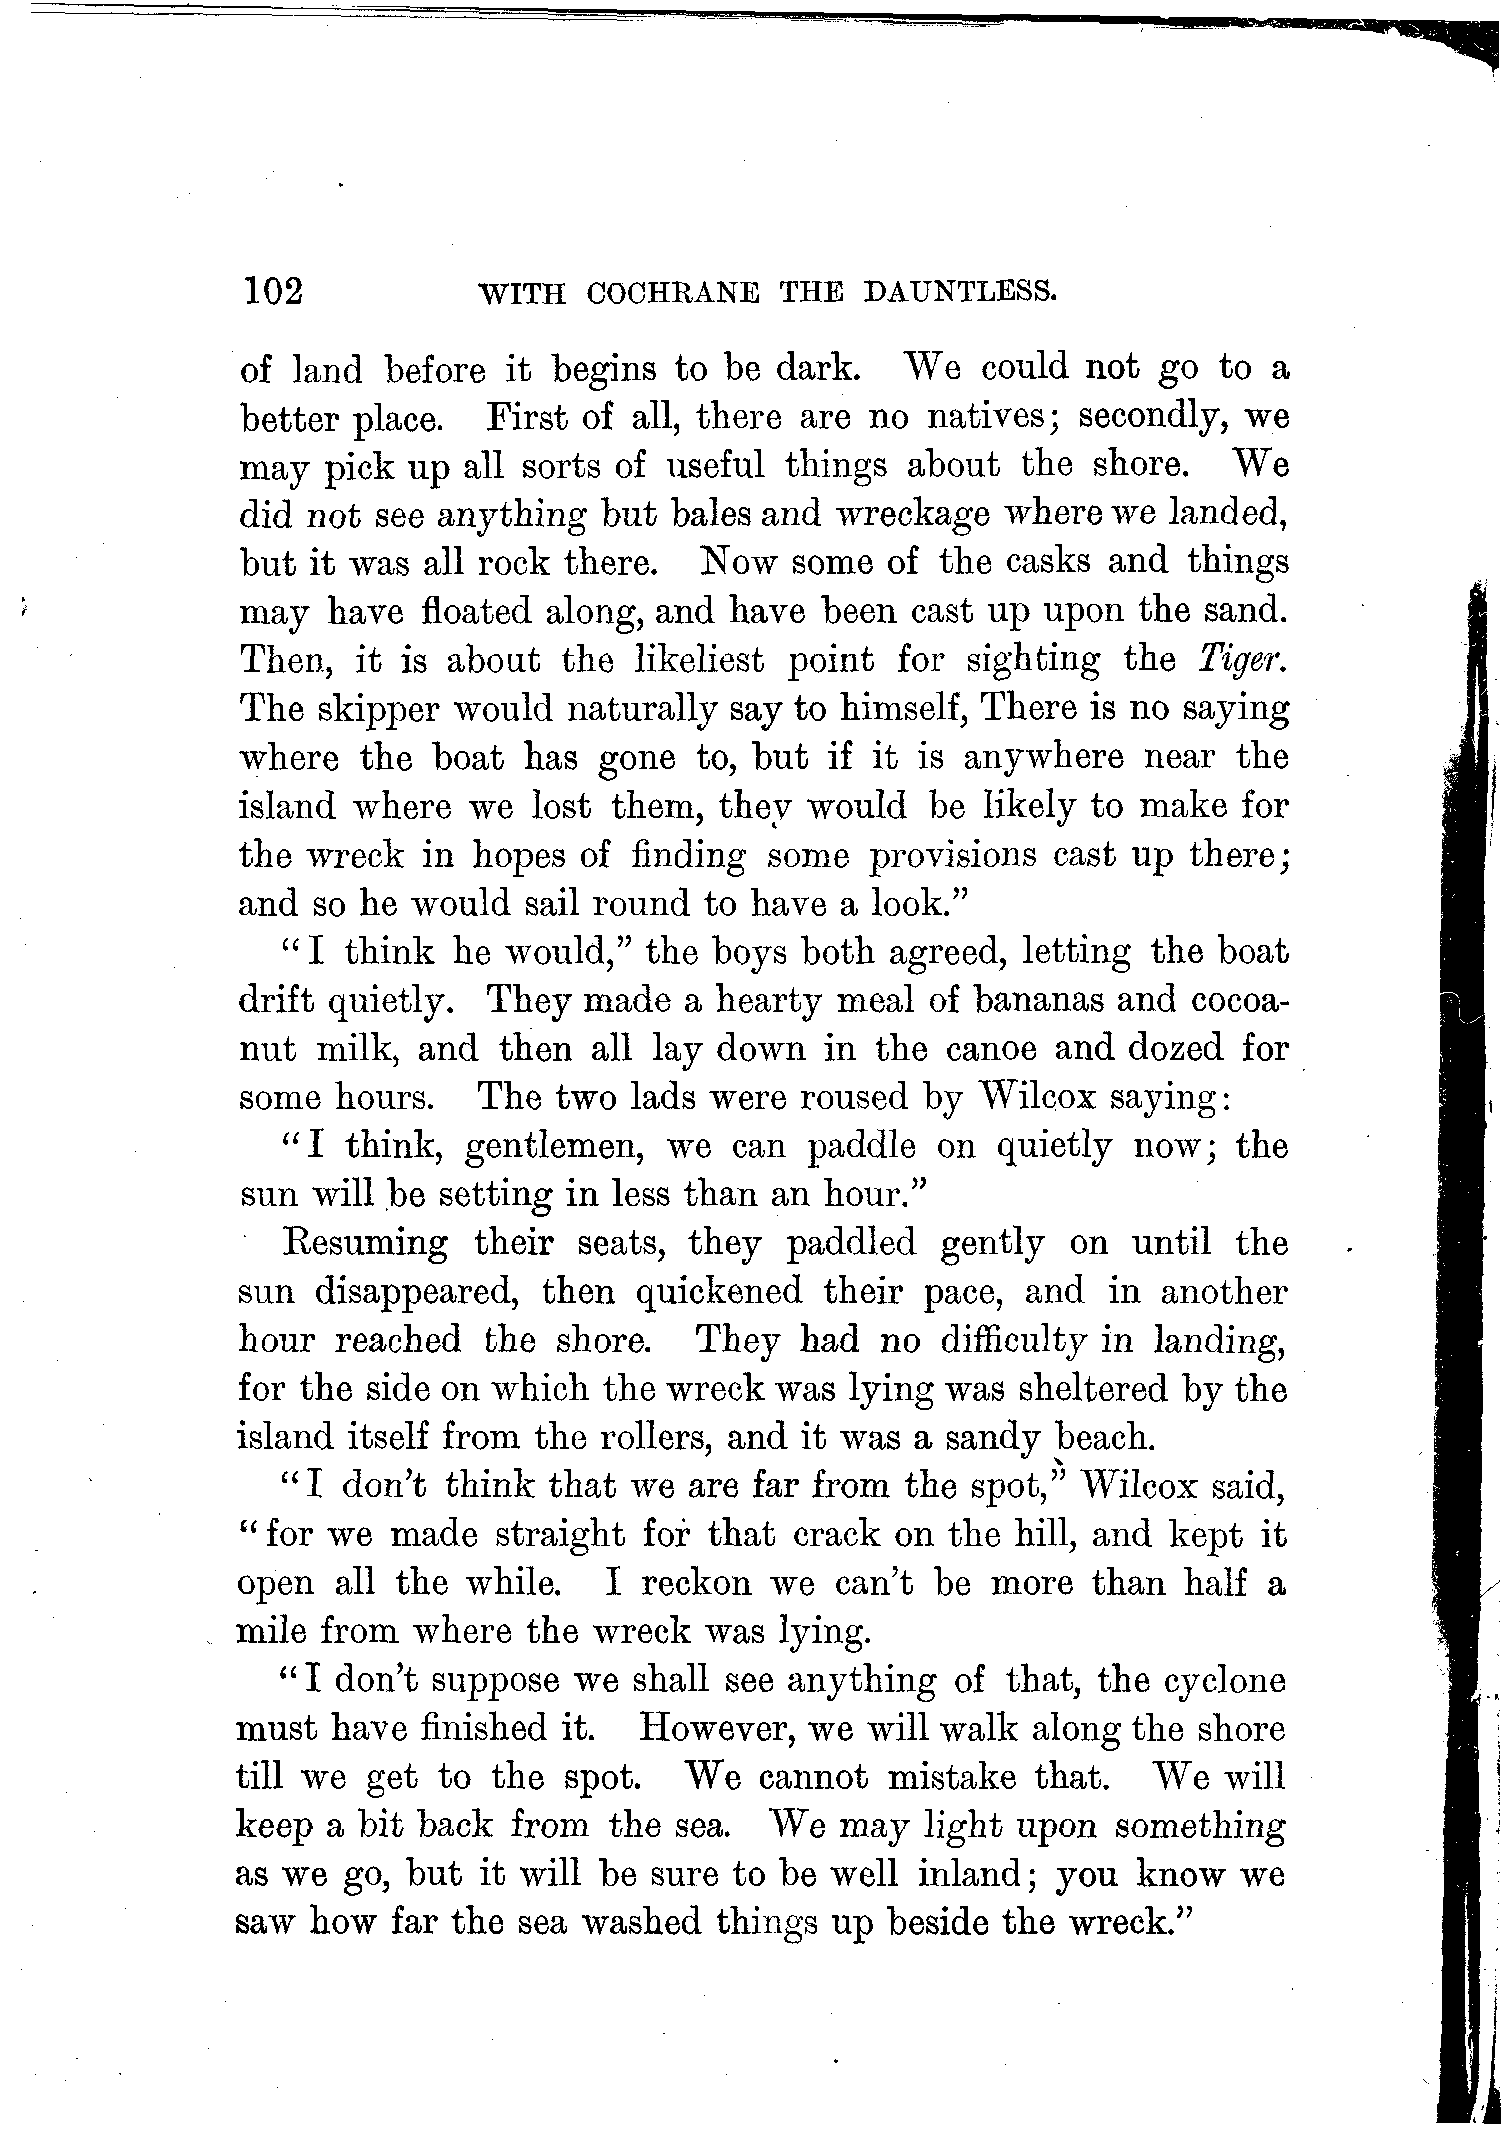 102 WITH COCHRANE THE DAUNTLESS.
of land before it begins to be dark. We could not go to a
better place. First of all, there are no natives; secondly, we
may pick up all sorts of useful things about the shore. We
did not see anything but bales and wreckage where we landed,
but it was all rock there. Now some of the casks and things
may have floated along, and have been cast up upon the sand.
Then, it is about the likeliest point for sighting the Tiger.
The skipper would naturally say to himself, There is no saying
where the boat has gone to, but if it is anywhere near the
island where we lost them, they would be likely to make for
the wreck in hopes of finding some provisions cast up there;
and so he would sail round to have a look.”
“I think he would,” the boys both agreed, letting the boat
drift quietly. They made a hearty meal of bananas and cocoa-
nut milk, and then all lay down in the canoe and dozed for
some hours. The two lads were roused by Wilcox saying:
“I think, gentlemen, we can paddle on quietly now; the
sun will be setting in less than an hour.”
Resuming their seats, they paddled gently on until the
sun disappeared, then quickened their pace, and in another
hour reached the shore. They had no difficulty in landing,
for the side on which the wreck was lying was sheltered by the
island itself from the rollers, and it was a sandy beach.
“I don’t think that we are far from the spot,” Wilcox said,
“for we made straight for that crack on the hill, and kept it
open all the while. I reckon we can’t be more than half a
mile from where the wreck was lying.
“I don’t suppose we shall see anything of that, the cyclone
must have finished it. However, we will walk along the shore
till we get to the spot. We cannot mistake that. We will
keep a bit back from the sea. We may light upon something
as we go, but it will be sure to be well inland; you know we
saw how far the sea washed things up beside the wreck.”